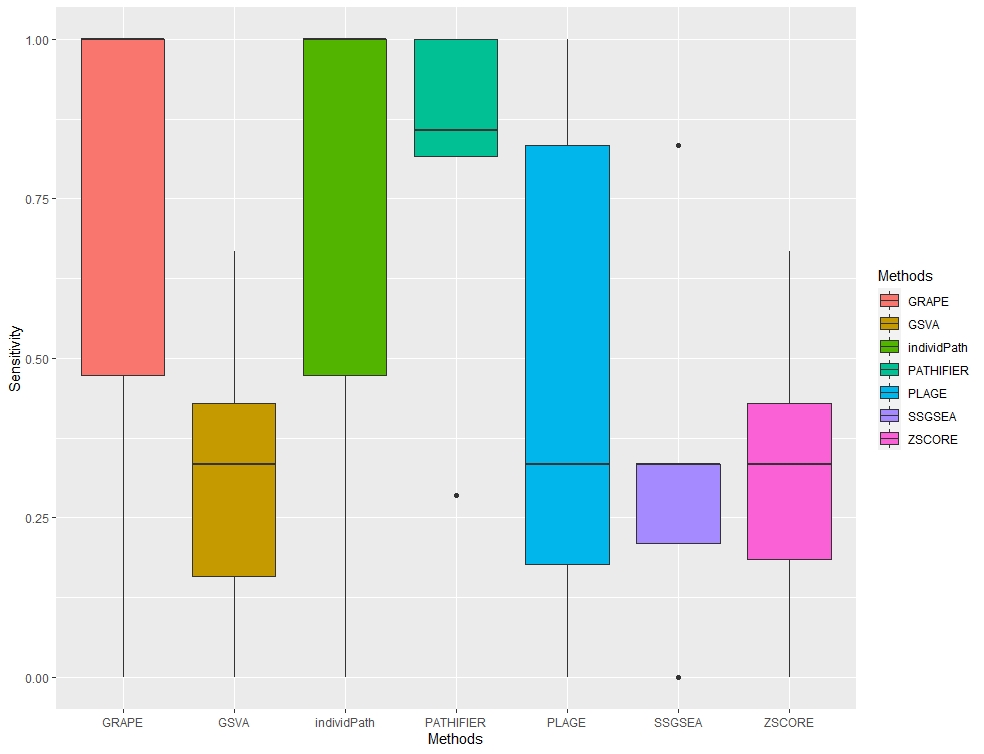 1.00
0.75
0.50
0.25
0.00
Sensitivity
GRAPE GSVA individPath PATHIFIER PLAGE SSGSEA ZSCORE
Methods
Methods
GRAPE
GSVA
individPath
PATHIFIER
PLAGE
SSGSEA
ZSCORE